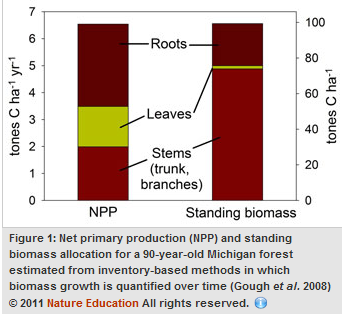 7
6
5
4
3
2
1
0
tones C ha-1 yr-1
Roots
Leaves
Stems
(trunk,
branches)
100
80
60
40
20
0
tones C ha-1
NPP
Standing biomass
Figure 1: Net primary production (NPP) and standing
biomass allocation for a 90-year-old Michigan forest
estimated from inventory-based methods in which
biomass growth is quantified over time (Gough et al. 2008)
© 2011 Nature Education All rights reserved. i